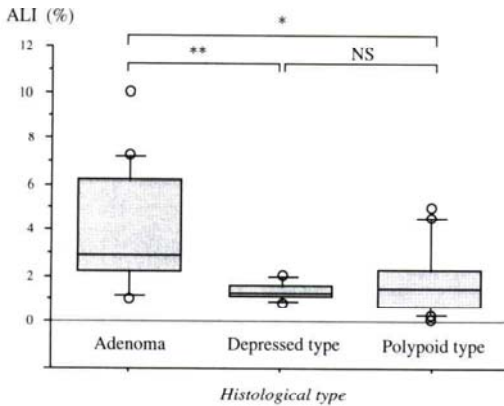 ALI (%)
*
** NS
12
10
8
6
4
2
0
Adenoma Depressed type Polypoid type
Histological type